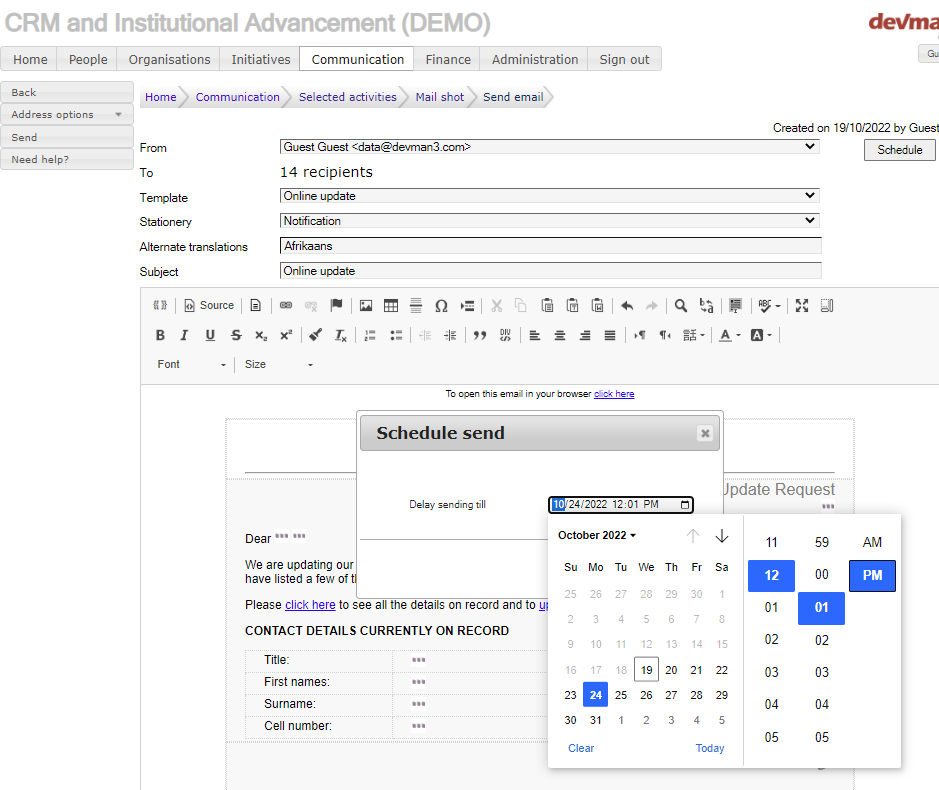 CRM and Institutional Advancement (DEMO)
devma
Home People Organisations Initiatives Communication Finance Administration Sign out
Gu
Back
Address options
Send
Need help?
Home Communication Selected activities Mail shot Send email
Created on 19/10/2022 by Guest
Schedule
From Guest Guest <data@devman3.com>
To 14 recipients
Template Online update
Stationery Notification
Alternate translations Afrikaans
Subject Online update
Source
Font Size
To open this email in your browser click here
Schedule send
Update Request
Delay sending till 10/24/2022 12:01 PM
Dear
We are updating our
have listed a few of t
Please click here to see all the details on record and to up
CONTACT DETAILS CURRENTLY ON RECORD
Title:
First names:
Surname:
Cell number:
October 2022
Su Mo Tu We Th Fr Sa
25 26 27 28 29 30 1
2 3 4 5 6 7 8
9 10 11 12 13 14 15
16 17 18 19 20 21 22
23 24 25 26 27 28 29
30 31 1 2 3 4 5
Clear Today
11 59 AM
12 00 PM
01 01
02 02
03 03
04 04
05 05